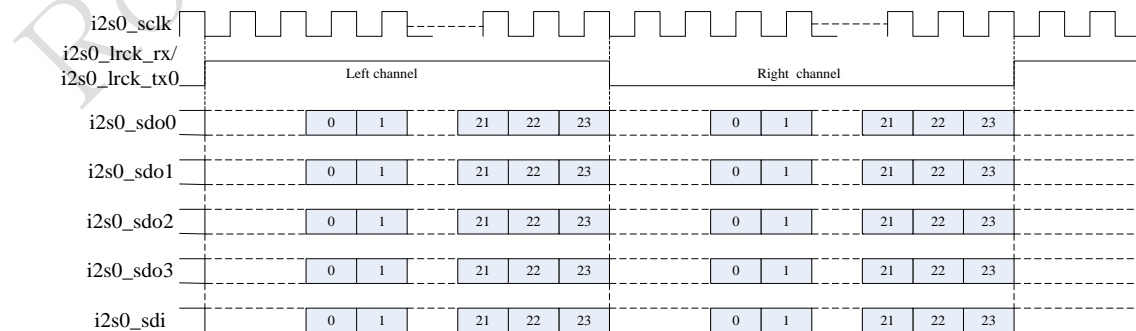 i2s0_sclk
i2s0_lrck_rx/
i2s0_lrck_tx0
Left channel
Right channel
i2s0_sdo0
0 1 21 22 23 0 1 21 22 23
i2s0_sdo1
0 1 21 22 23 0 1 21 22 23
i2s0_sdo2
0 1 21 22 23 0 1 21 22 23
i2s0_sdo3
0 1 21 22 23 0 1 21 22 23
i2s0_sdi
0 1 21 22 23 0 1 21 22 23